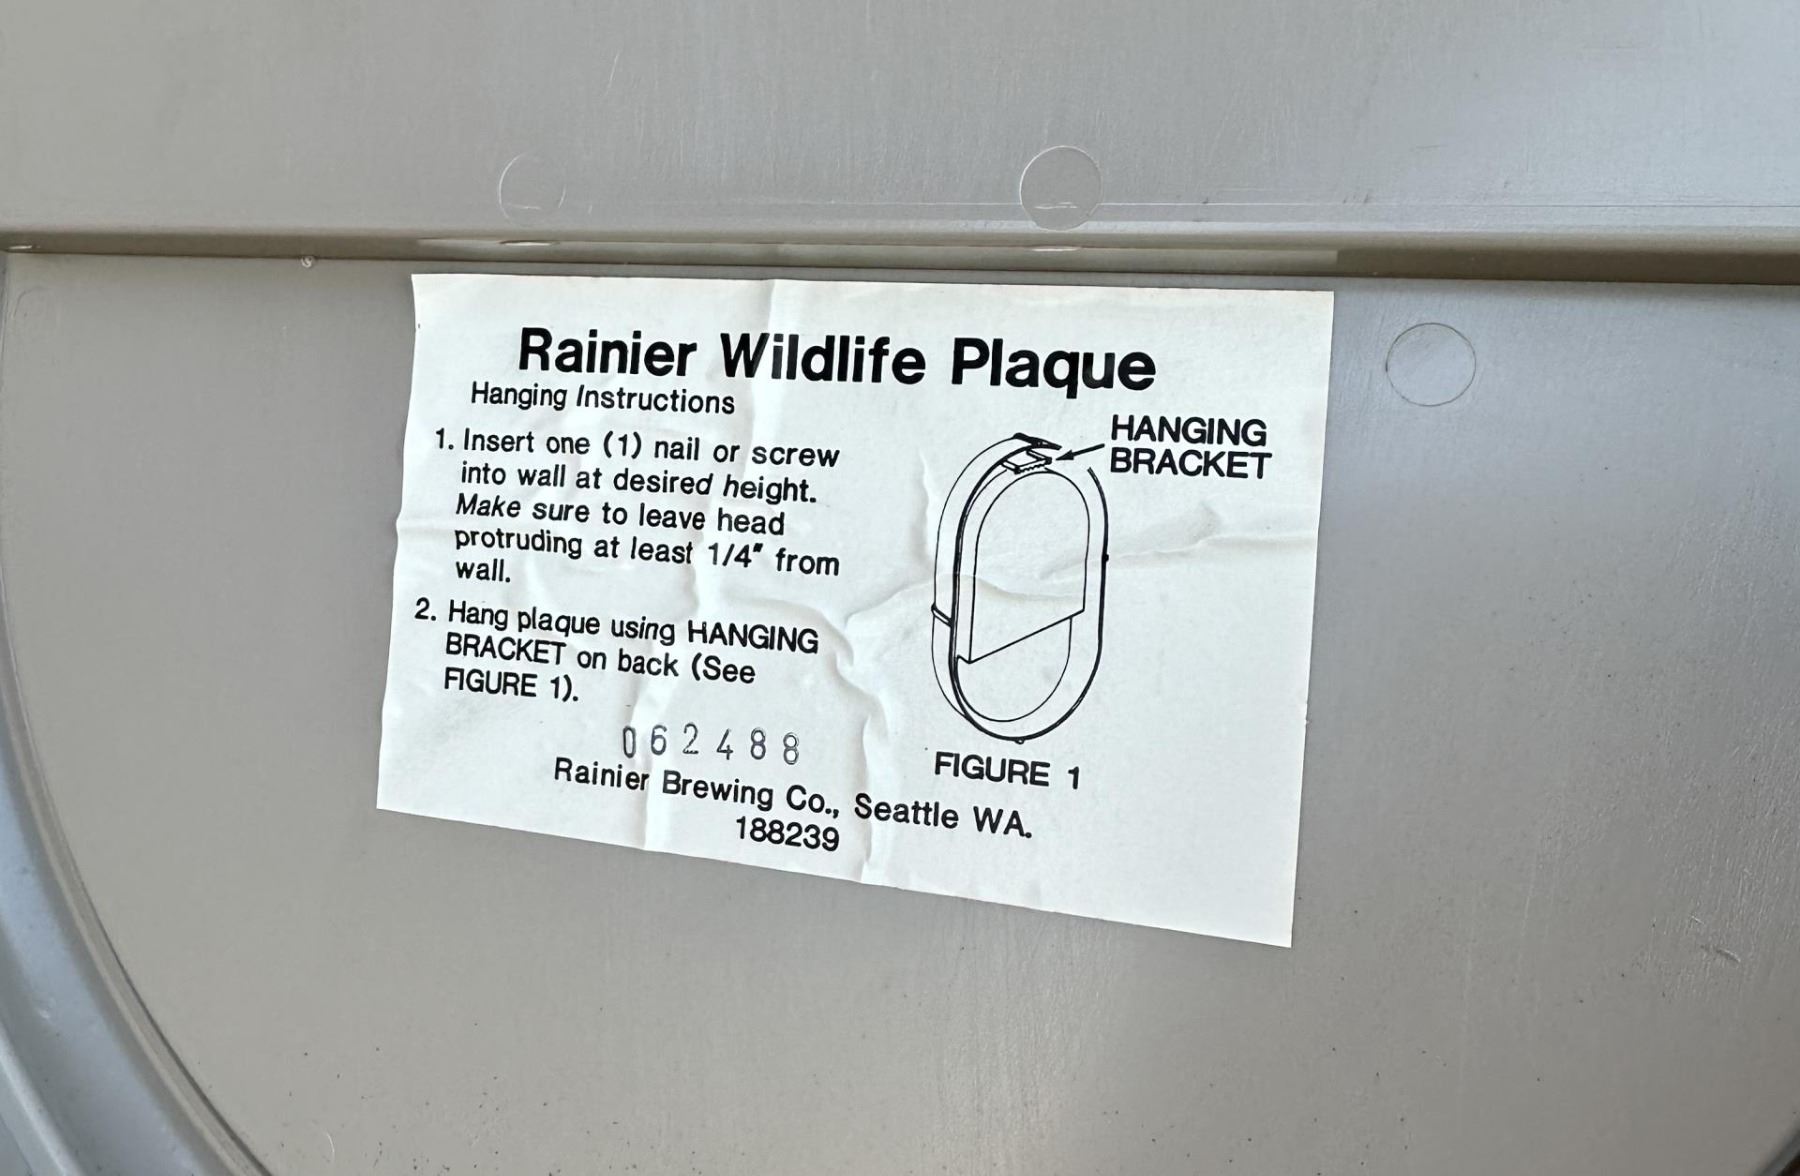 Rainier Wildlife Plaque
Hanging Instructions
1. Insert one (1) nail or screw
into wall at desired height.
Make sure to leave head
protruding at least 1/4" from
wall.
2. Hang plaque using HANGING
BRACKET on back (See
FIGURE 1).
HANGING
BRACKET
FIGURE 1
062488
Rainier Brewing Co., Seattle WA.
188239